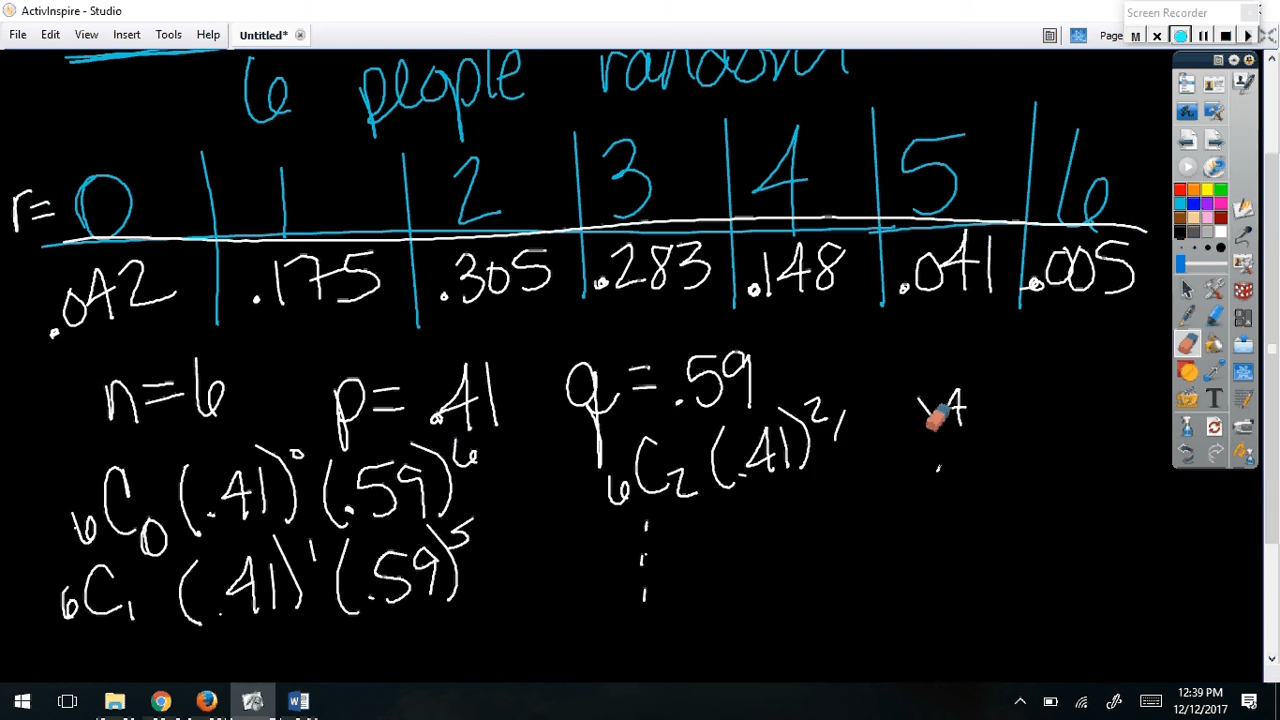 ActivInspire - Studio
Screen Recorder
File Edit View Insert Tools Help Untitled* Page
6 people random
r= 0 1 2 3 4 5 6
.042 .175 .305 .283 .148 .041 .005
n=6 p=.41 q=.59
6C0 (.41)^0 (.59)^6
6C2 (.41)^2
6C1 (.41)^1 (.59)^5
12:39 PM
12/12/2017